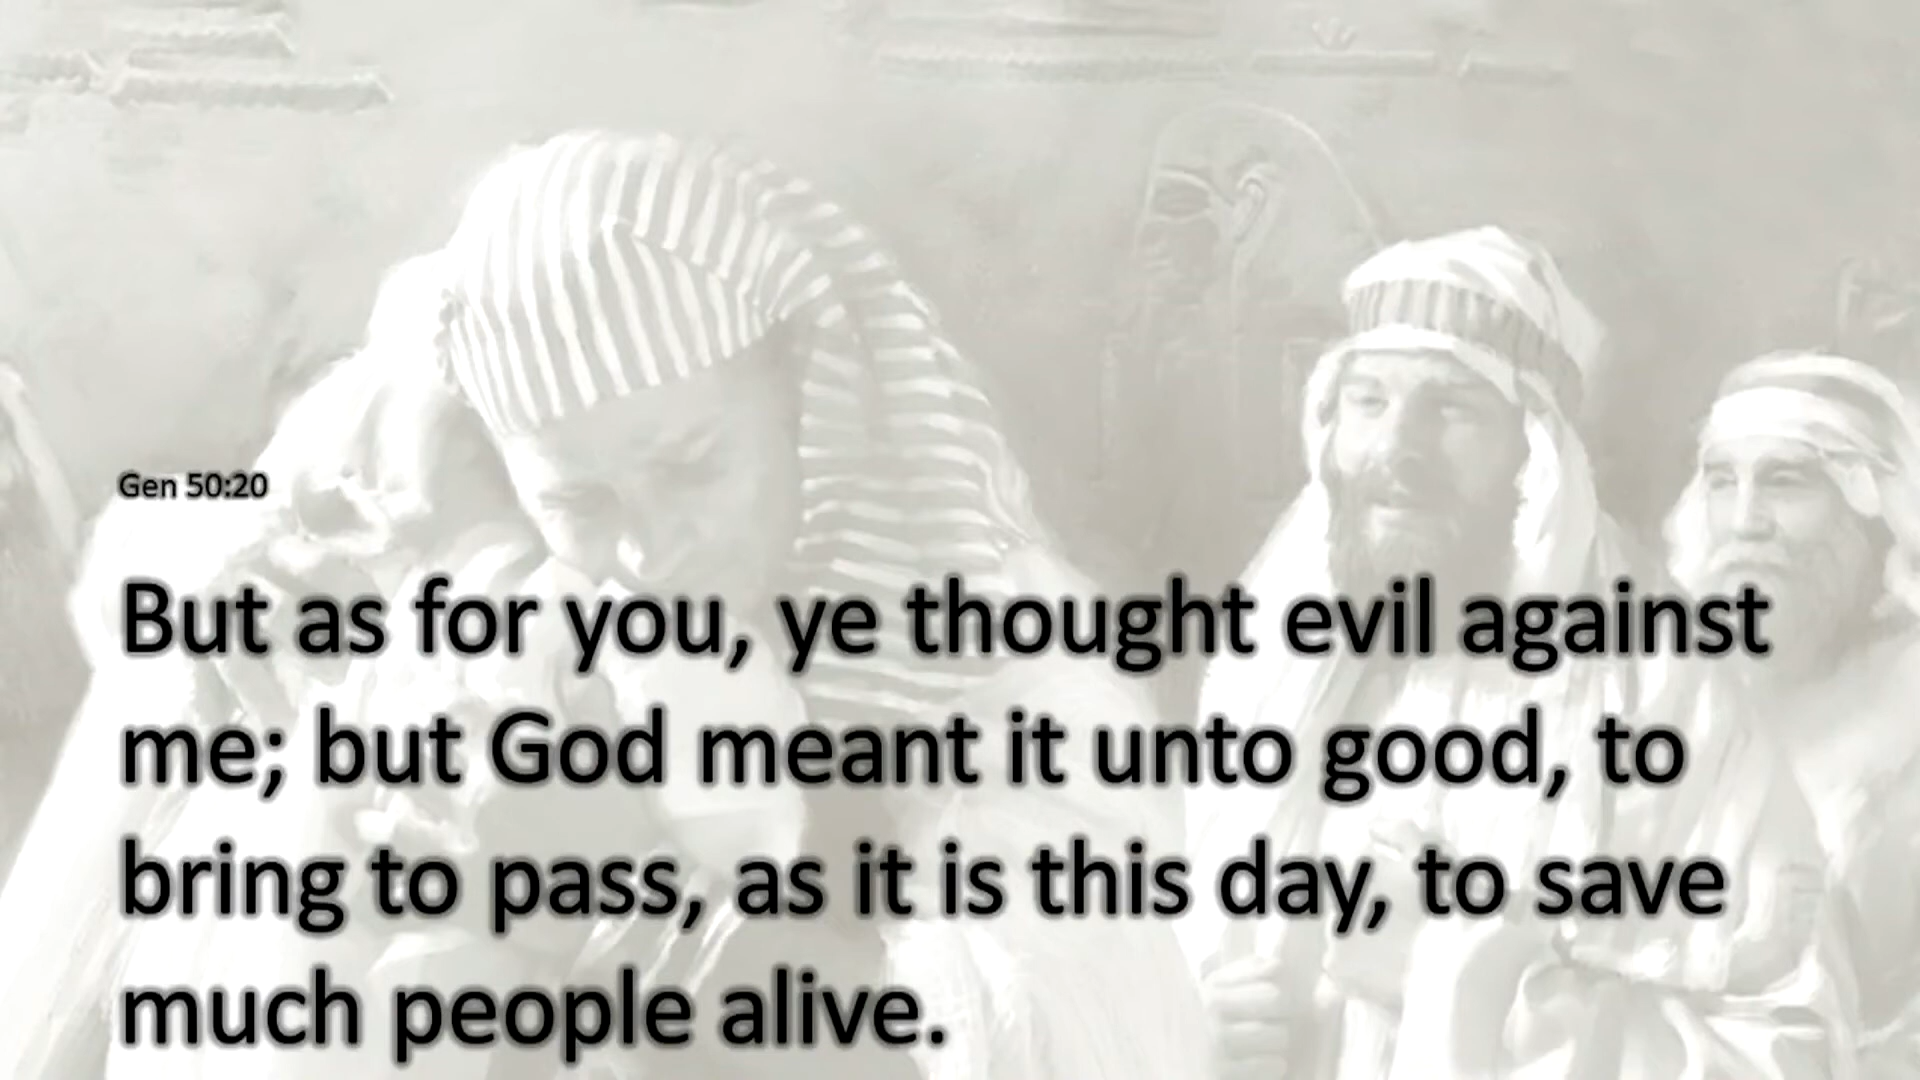 Gen 50:20
But as for you, ye thought evil against
me; but God meant it unto good, to
bring to pass, as it is this day, to save
much people alive.